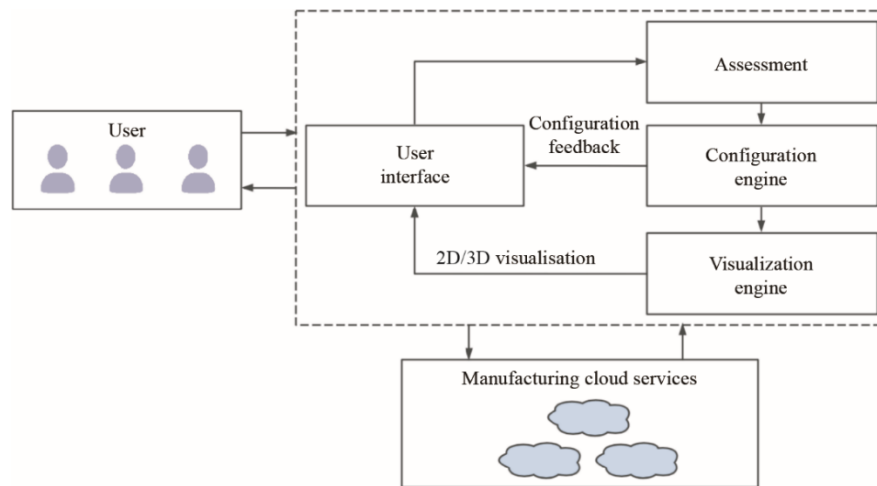 User
User
interface
Assessment
Configuration
feedback
Configuration
engine
2D/3D visualisation
Visualization
engine
Manufacturing cloud services